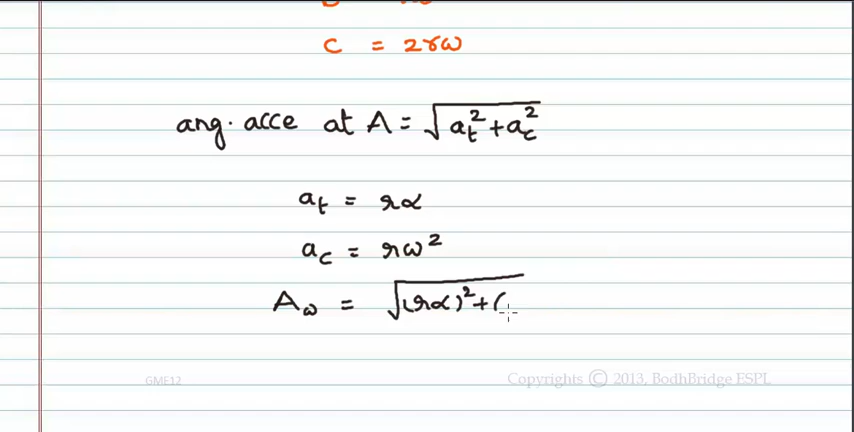 C = 2rω
ang. acce at A = √(a_t² + a_c²)
a_t = rα
a_c = rω²
A_ω = √(rα)² + (
GME12
Copyrights © 2013, BodhBridge ESPL